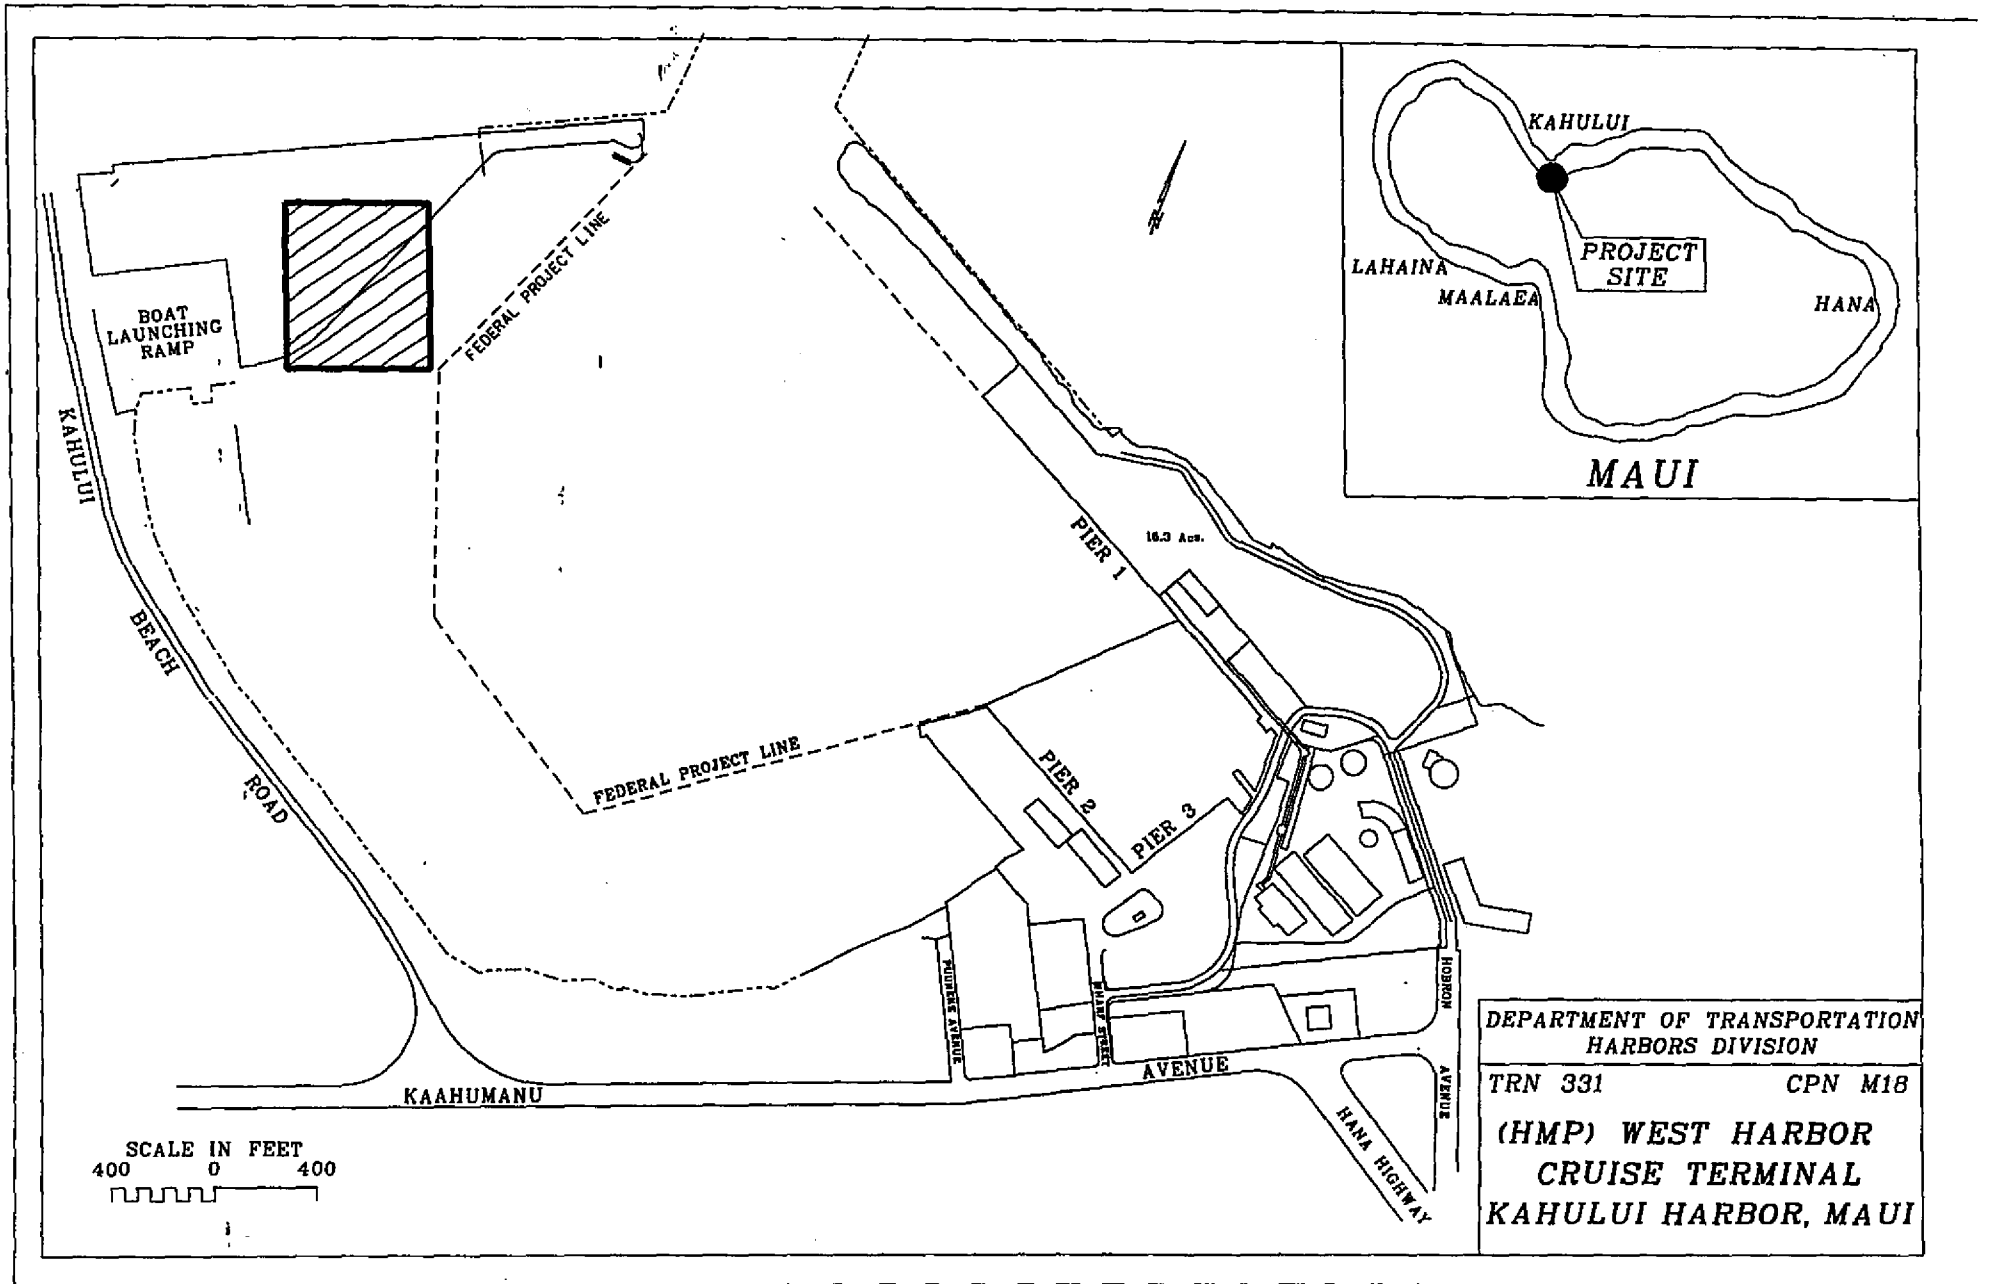 KAHULUI
PROJECT
SITE
LAHAINA
MAALAEA
HANA
MAUI
FEDERAL PROJECT LINE
BOAT
LAUNCHING
RAMP
KAHULUI
BEACH
ROAD
PIER 1
16.3 Acs.
FEDERAL PROJECT LINE
PIER 2
PIER 3
PUUNENE AVENUE
WHARF STREET
HOBRON
AVENUE
KAAHUMANU
AVENUE
HANA HIGHWAY
SCALE IN FEET
400 0 400
DEPARTMENT OF TRANSPORTATION
HARBORS DIVISION
TRN 331 CPN M18
(HMP) WEST HARBOR
CRUISE TERMINAL
KAHULUI HARBOR, MAUI